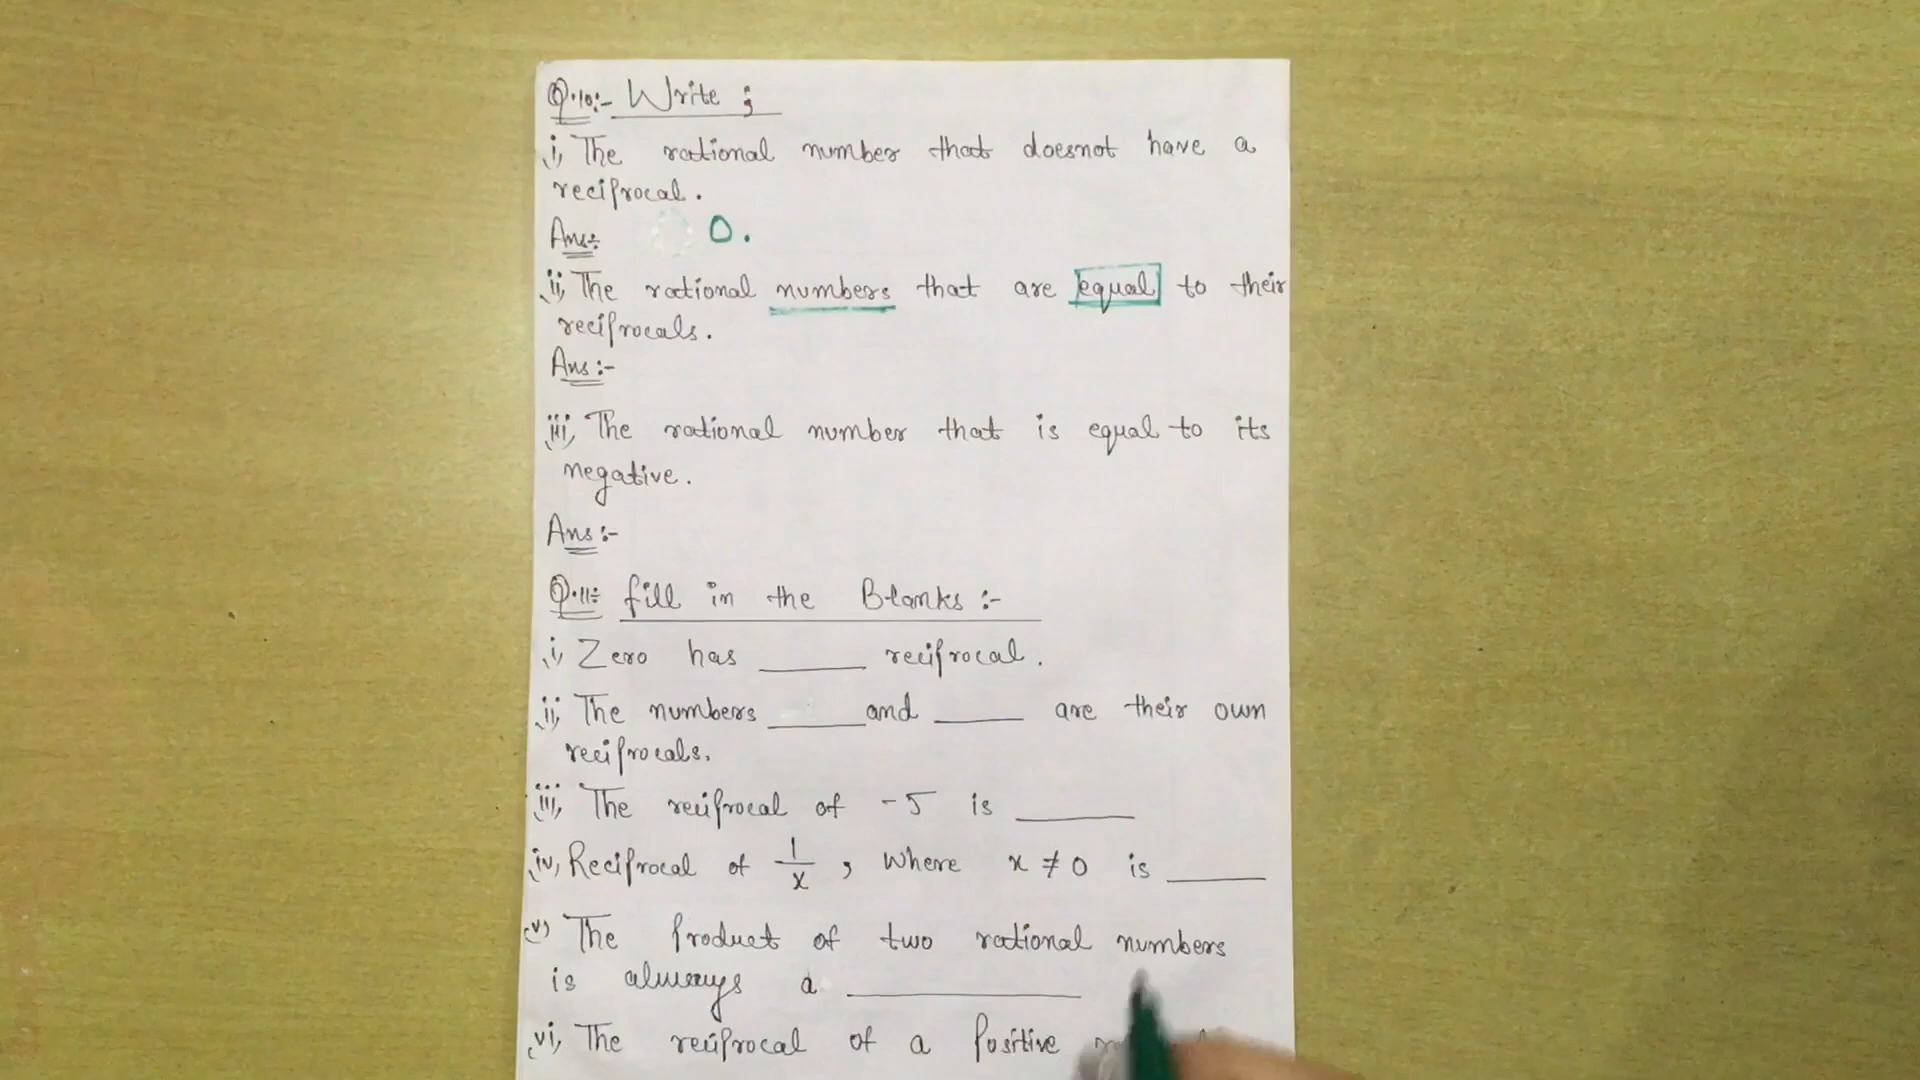 Q.10:- Write ;
i, The rational number that doesnot have a
reciprocal.
Ans:- 0.
ii, The rational numbers that are equal to their
reciprocals.
Ans:-
iii, The rational number that is equal to its
negative.
Ans:-
Q.11:- fill in the Blanks :-
i, Zero has ______ reciprocal.
ii, The numbers ______ and ______ are their own
reciprocals.
iii, The reciprocal of -5 is ______
iv, Reciprocal of 1/x , where x ≠ 0 is ______
(v) The Product of two rational numbers
is always a ______
vi, The reciprocal of a Positive